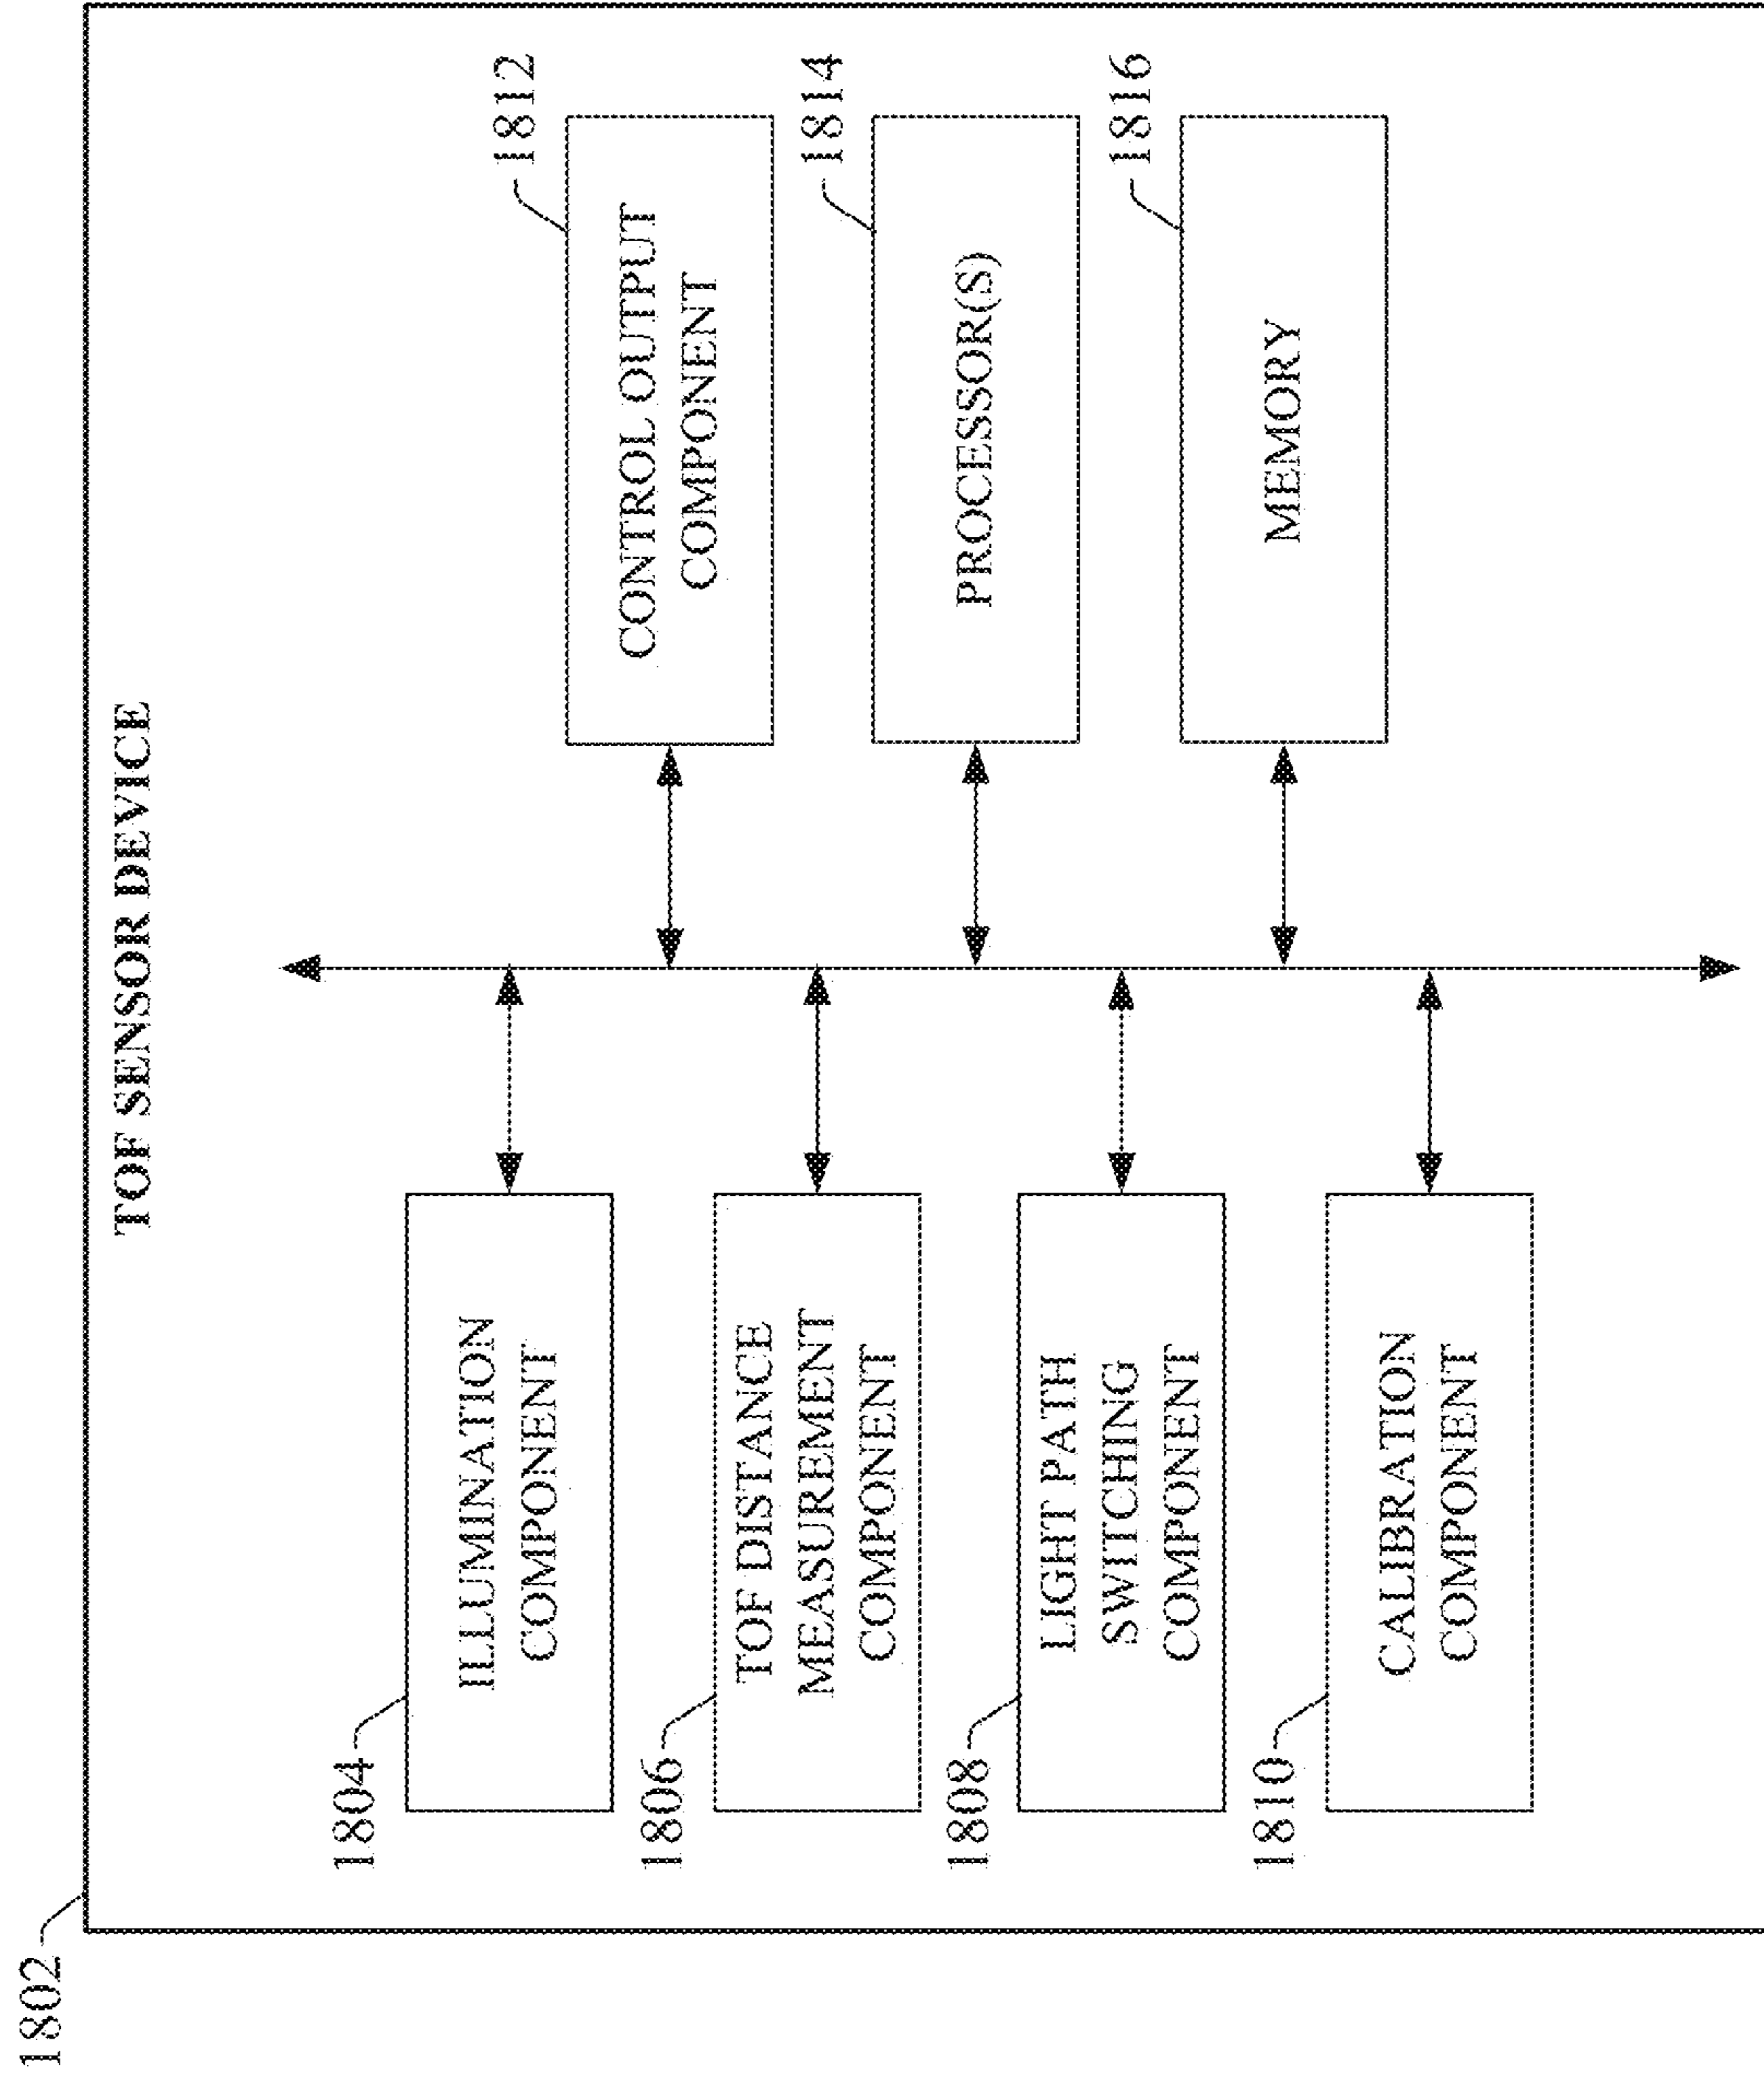 1802
TOF SENSOR DEVICE
1804
ILLUMINATION
COMPONENT
1806
TOF DISTANCE
MEASUREMENT
COMPONENT
1808
LIGHT PATH
SWITCHING
COMPONENT
1810
CALIBRATION
COMPONENT
1812
CONTROL OUTPUT
COMPONENT
1814
PROCESSOR(S)
1816
MEMORY